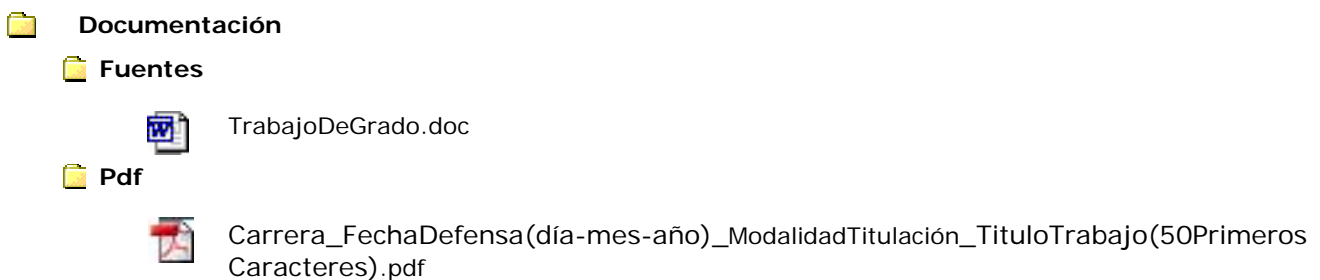 Documentación
Fuentes
TrabajoDeGrado.doc
Pdf
Carrera_FechaDefensa(día-mes-año)_ModalidadTitulación_TituloTrabajo(50Primeros
Caracteres).pdf